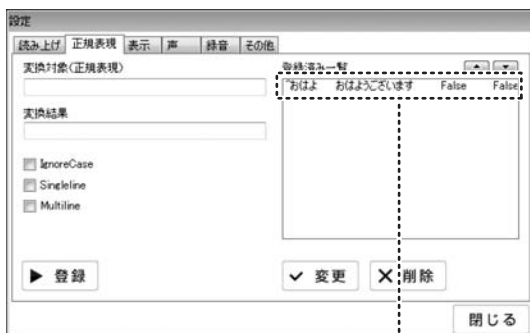 設定
読み上げ 正規表現 表示 声 録音 その他
変換対象(正規表現)
登録済み一覧
^おはよ おはようございます False False
変換結果
IgnoreCase
Singleline
Multiline
登録
変更
削除
閉じる